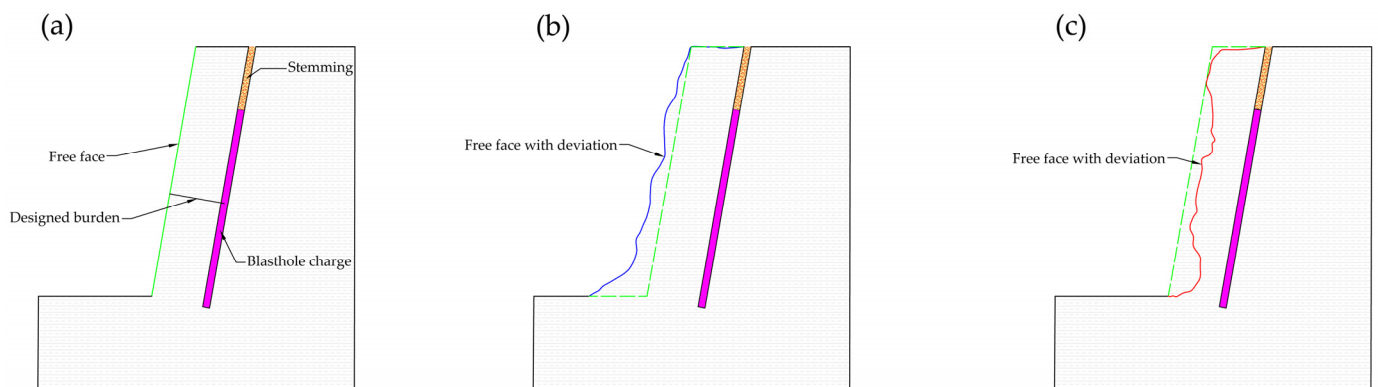 (a)
Stemming
Free face
Designed burden
Blasthole charge
(b)
Free face with deviation
(c)
Free face with deviation